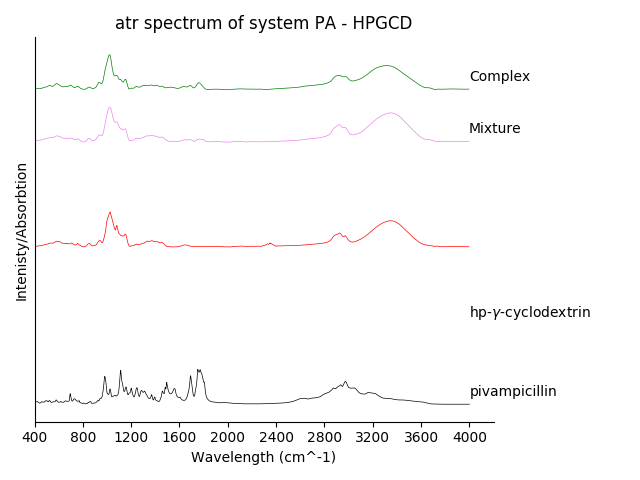 atr spectrum of system PA - HPGCD
Complex
Mixture
hp-γ-cyclodextrin
pivampicillin
Intenisty/Absorbtion
400 800 1200 1600 2000 2400 2800 3200 3600 4000
Wavelength (cm^-1)